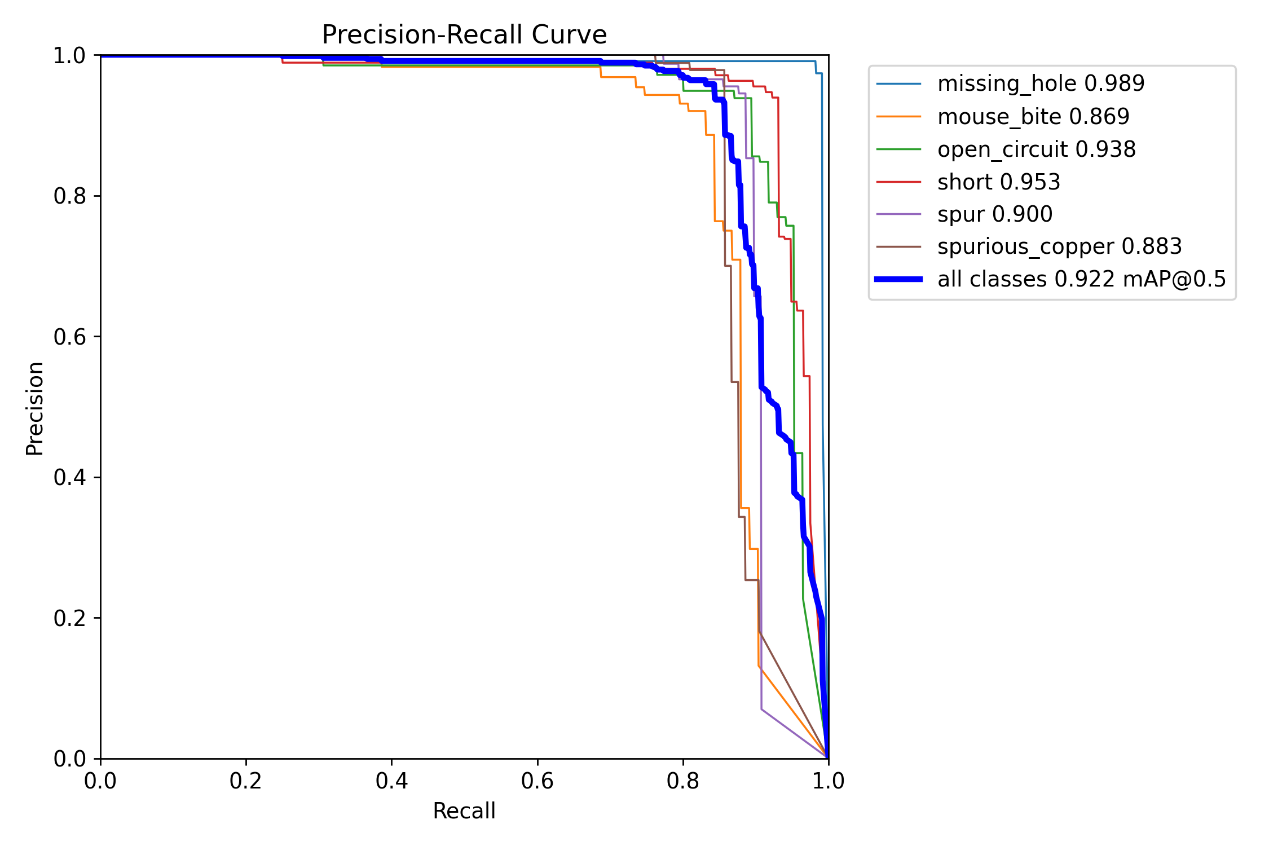 Precision-Recall Curve
1.0
0.8
0.6
0.4
0.2
0.0
Precision
0.0 0.2 0.4 0.6 0.8 1.0
Recall
missing_hole 0.989
mouse_bite 0.869
open_circuit 0.938
short 0.953
spur 0.900
spurious_copper 0.883
all classes 0.922 mAP@0.5